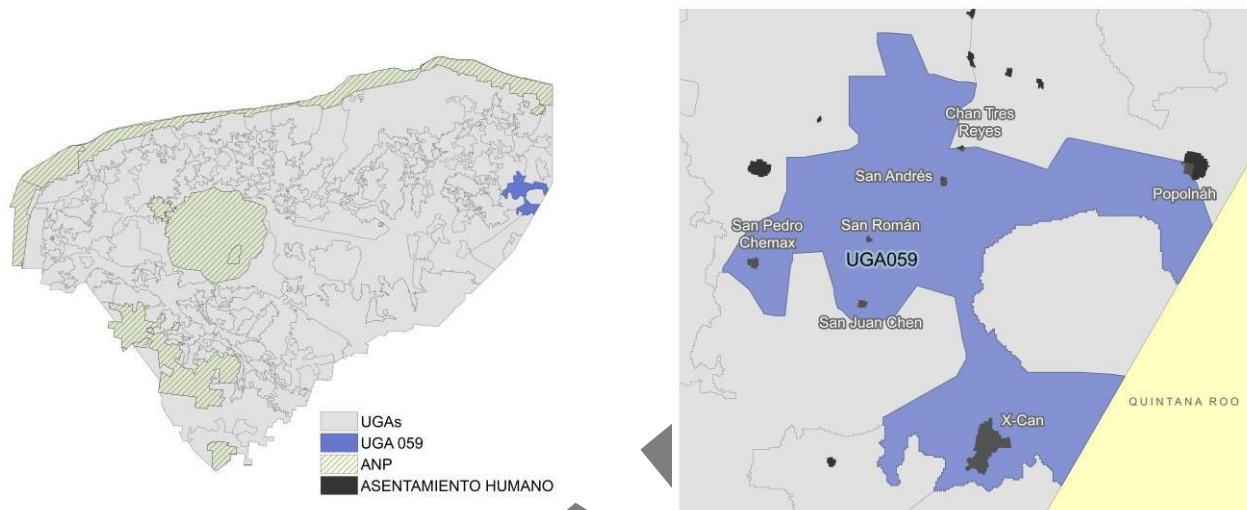 UGAs
UGA 059
ANP
ASENTAMIENTO HUMANO
Chan Tres
Reyes
San Andrés
Popolnáh
San Pedro
Chemax
San Román
UGA059
San Juan Chen
QUINTANA ROO
X-Can